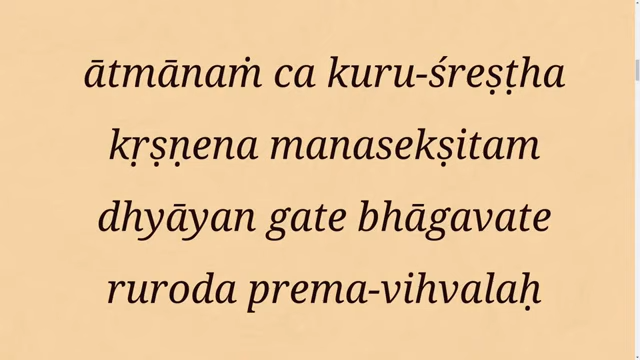 ātmānaṁ ca kuru-śreṣṭha
kṛṣṇena manasekṣitam
dhyāyan gate bhāgavate
ruroda prema-vihvalaḥ